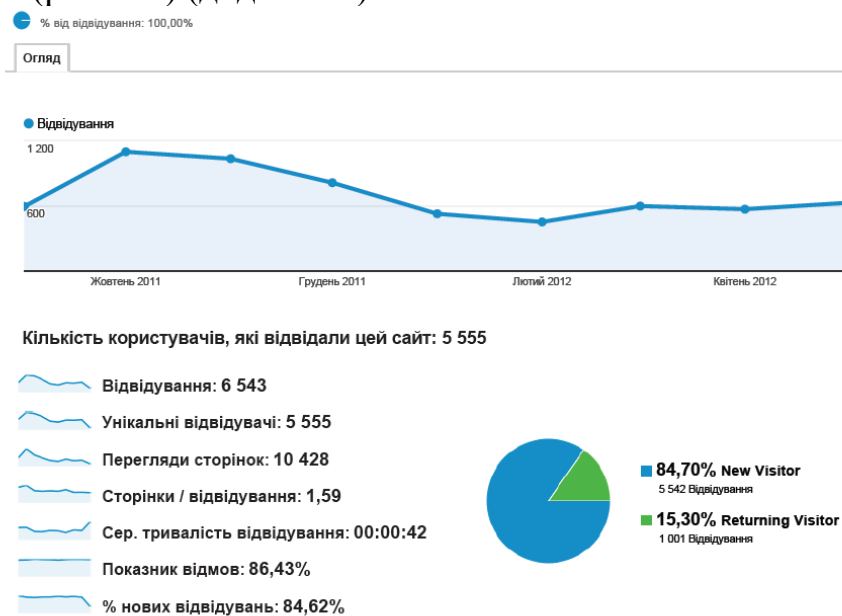 % від відвідування: 100,00%
Огляд
Відвідування
1 200
600
Жовтень 2011 Грудень 2011 Лютий 2012 Квітень 2012
Кількість користувачів, які відвідали цей сайт: 5 555
Відвідування: 6 543
Унікальні відвідувачі: 5 555
Перегляди сторінок: 10 428
Сторінки / відвідування: 1,59
Сер. тривалість відвідування: 00:00:42
Показник відмов: 86,43%
% нових відвідувань: 84,62%
84,70% New Visitor
5 542 Відвідування
15,30% Returning Visitor
1 001 Відвідування